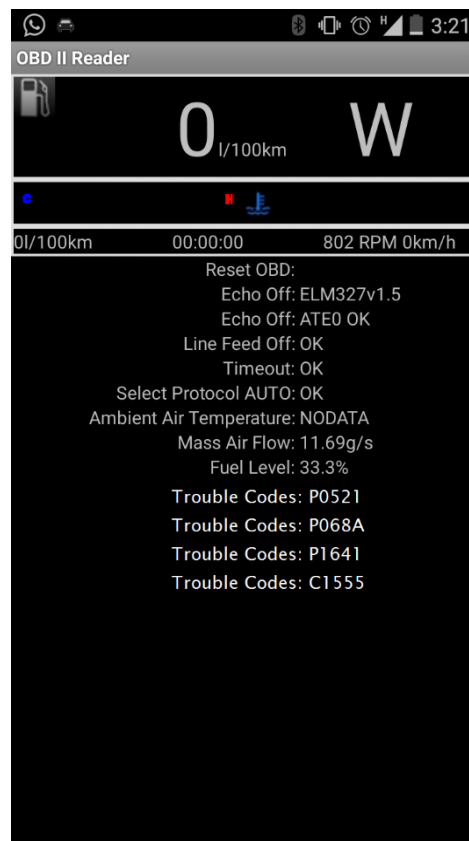 H 3:21
OBD II Reader
0l/100km W
C H
0l/100km 00:00:00 802 RPM 0km/h
Reset OBD:
Echo Off: ELM327v1.5
Echo Off: ATE0 OK
Line Feed Off: OK
Timeout: OK
Select Protocol AUTO: OK
Ambient Air Temperature: NODATA
Mass Air Flow: 11.69g/s
Fuel Level: 33.3%
Trouble Codes: P0521
Trouble Codes: P068A
Trouble Codes: P1641
Trouble Codes: C1555